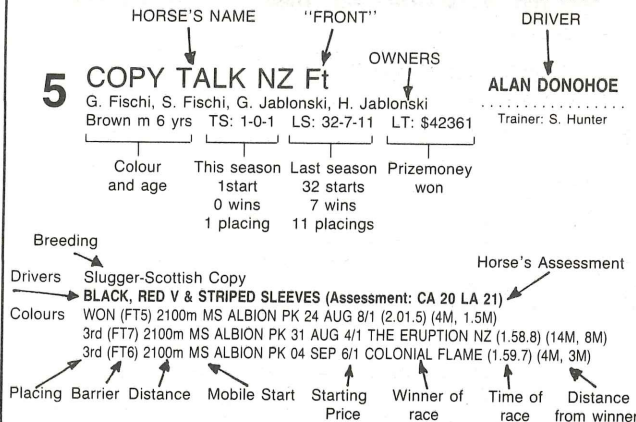 HORSE'S NAME "FRONT" DRIVER
OWNERS
5 COPY TALK NZ Ft ALAN DONOHOE
G. Fischi, S. Fischi, G. Jablonski, H. Jablonski
Brown m 6 yrs TS: 1-0-1 LS: 32-7-11 LT: $42361 Trainer: S. Hunter
Colour This season Last season Prizemoney
and age 1start 32 starts won
0 wins 7 wins
1 placing 11 placings
Breeding
Horse's Assessment
Drivers Slugger-Scottish Copy
BLACK, RED V & STRIPED SLEEVES (Assessment: CA 20 LA 21)
Colours WON (FT5) 2100m MS ALBION PK 24 AUG 8/1 (2.01.5) (4M, 1.5M)
3rd (FT7) 2100m MS ALBION PK 31 AUG 4/1 THE ERUPTION NZ (1.58.8) (14M, 8M)
3rd (FT6) 2100m MS ALBION PK 04 SEP 6/1 COLONIAL FLAME (1.59.7) (4M, 3M)
Placing Barrier Distance Mobile Start Starting Winner of Time of Distance
Price race race from winner